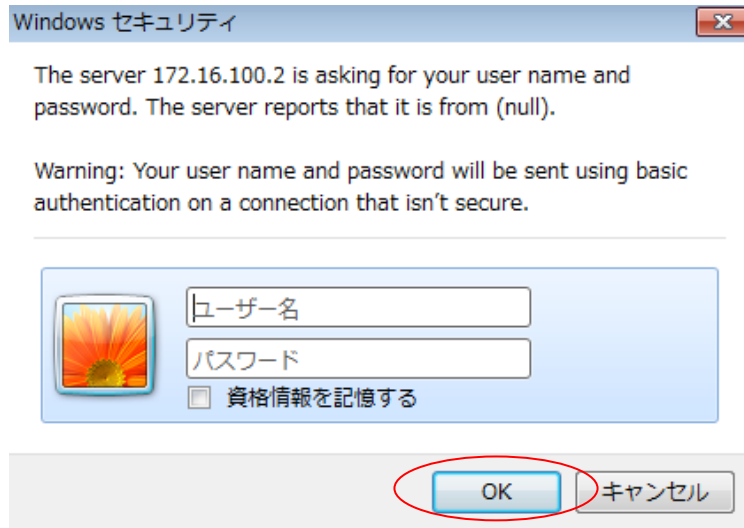 Windows セキュリティ
The server 172.16.100.2 is asking for your user name and
password. The server reports that it is from (null).
Warning: Your user name and password will be sent using basic
authentication on a connection that isn't secure.
ユーザー名
パスワード
資格情報を記憶する
OK キャンセル